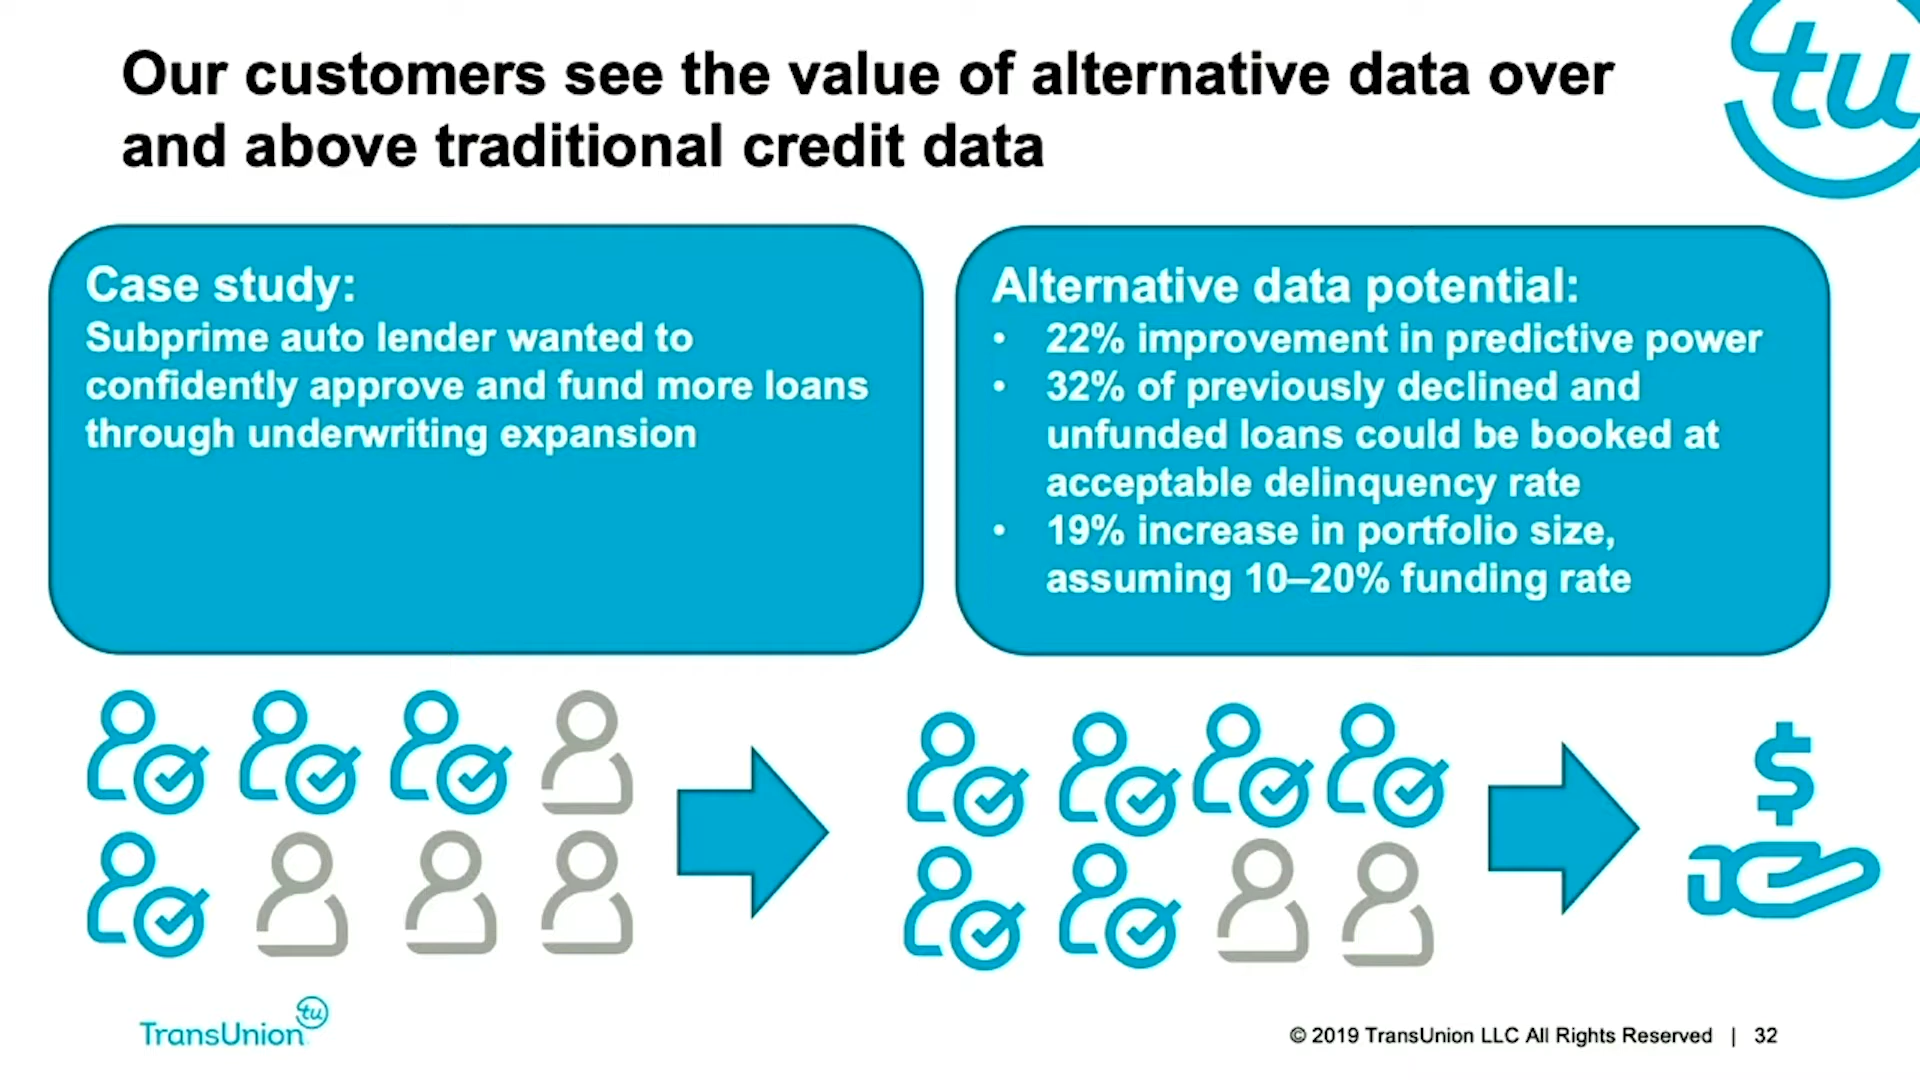 Our customers see the value of alternative data over
and above traditional credit data
tu
Case study:
Subprime auto lender wanted to
confidently approve and fund more loans
through underwriting expansion
Alternative data potential:
• 22% improvement in predictive power
• 32% of previously declined and
unfunded loans could be booked at
acceptable delinquency rate
• 19% increase in portfolio size,
assuming 10–20% funding rate
$
TransUnion tu
© 2019 TransUnion LLC All Rights Reserved | 32